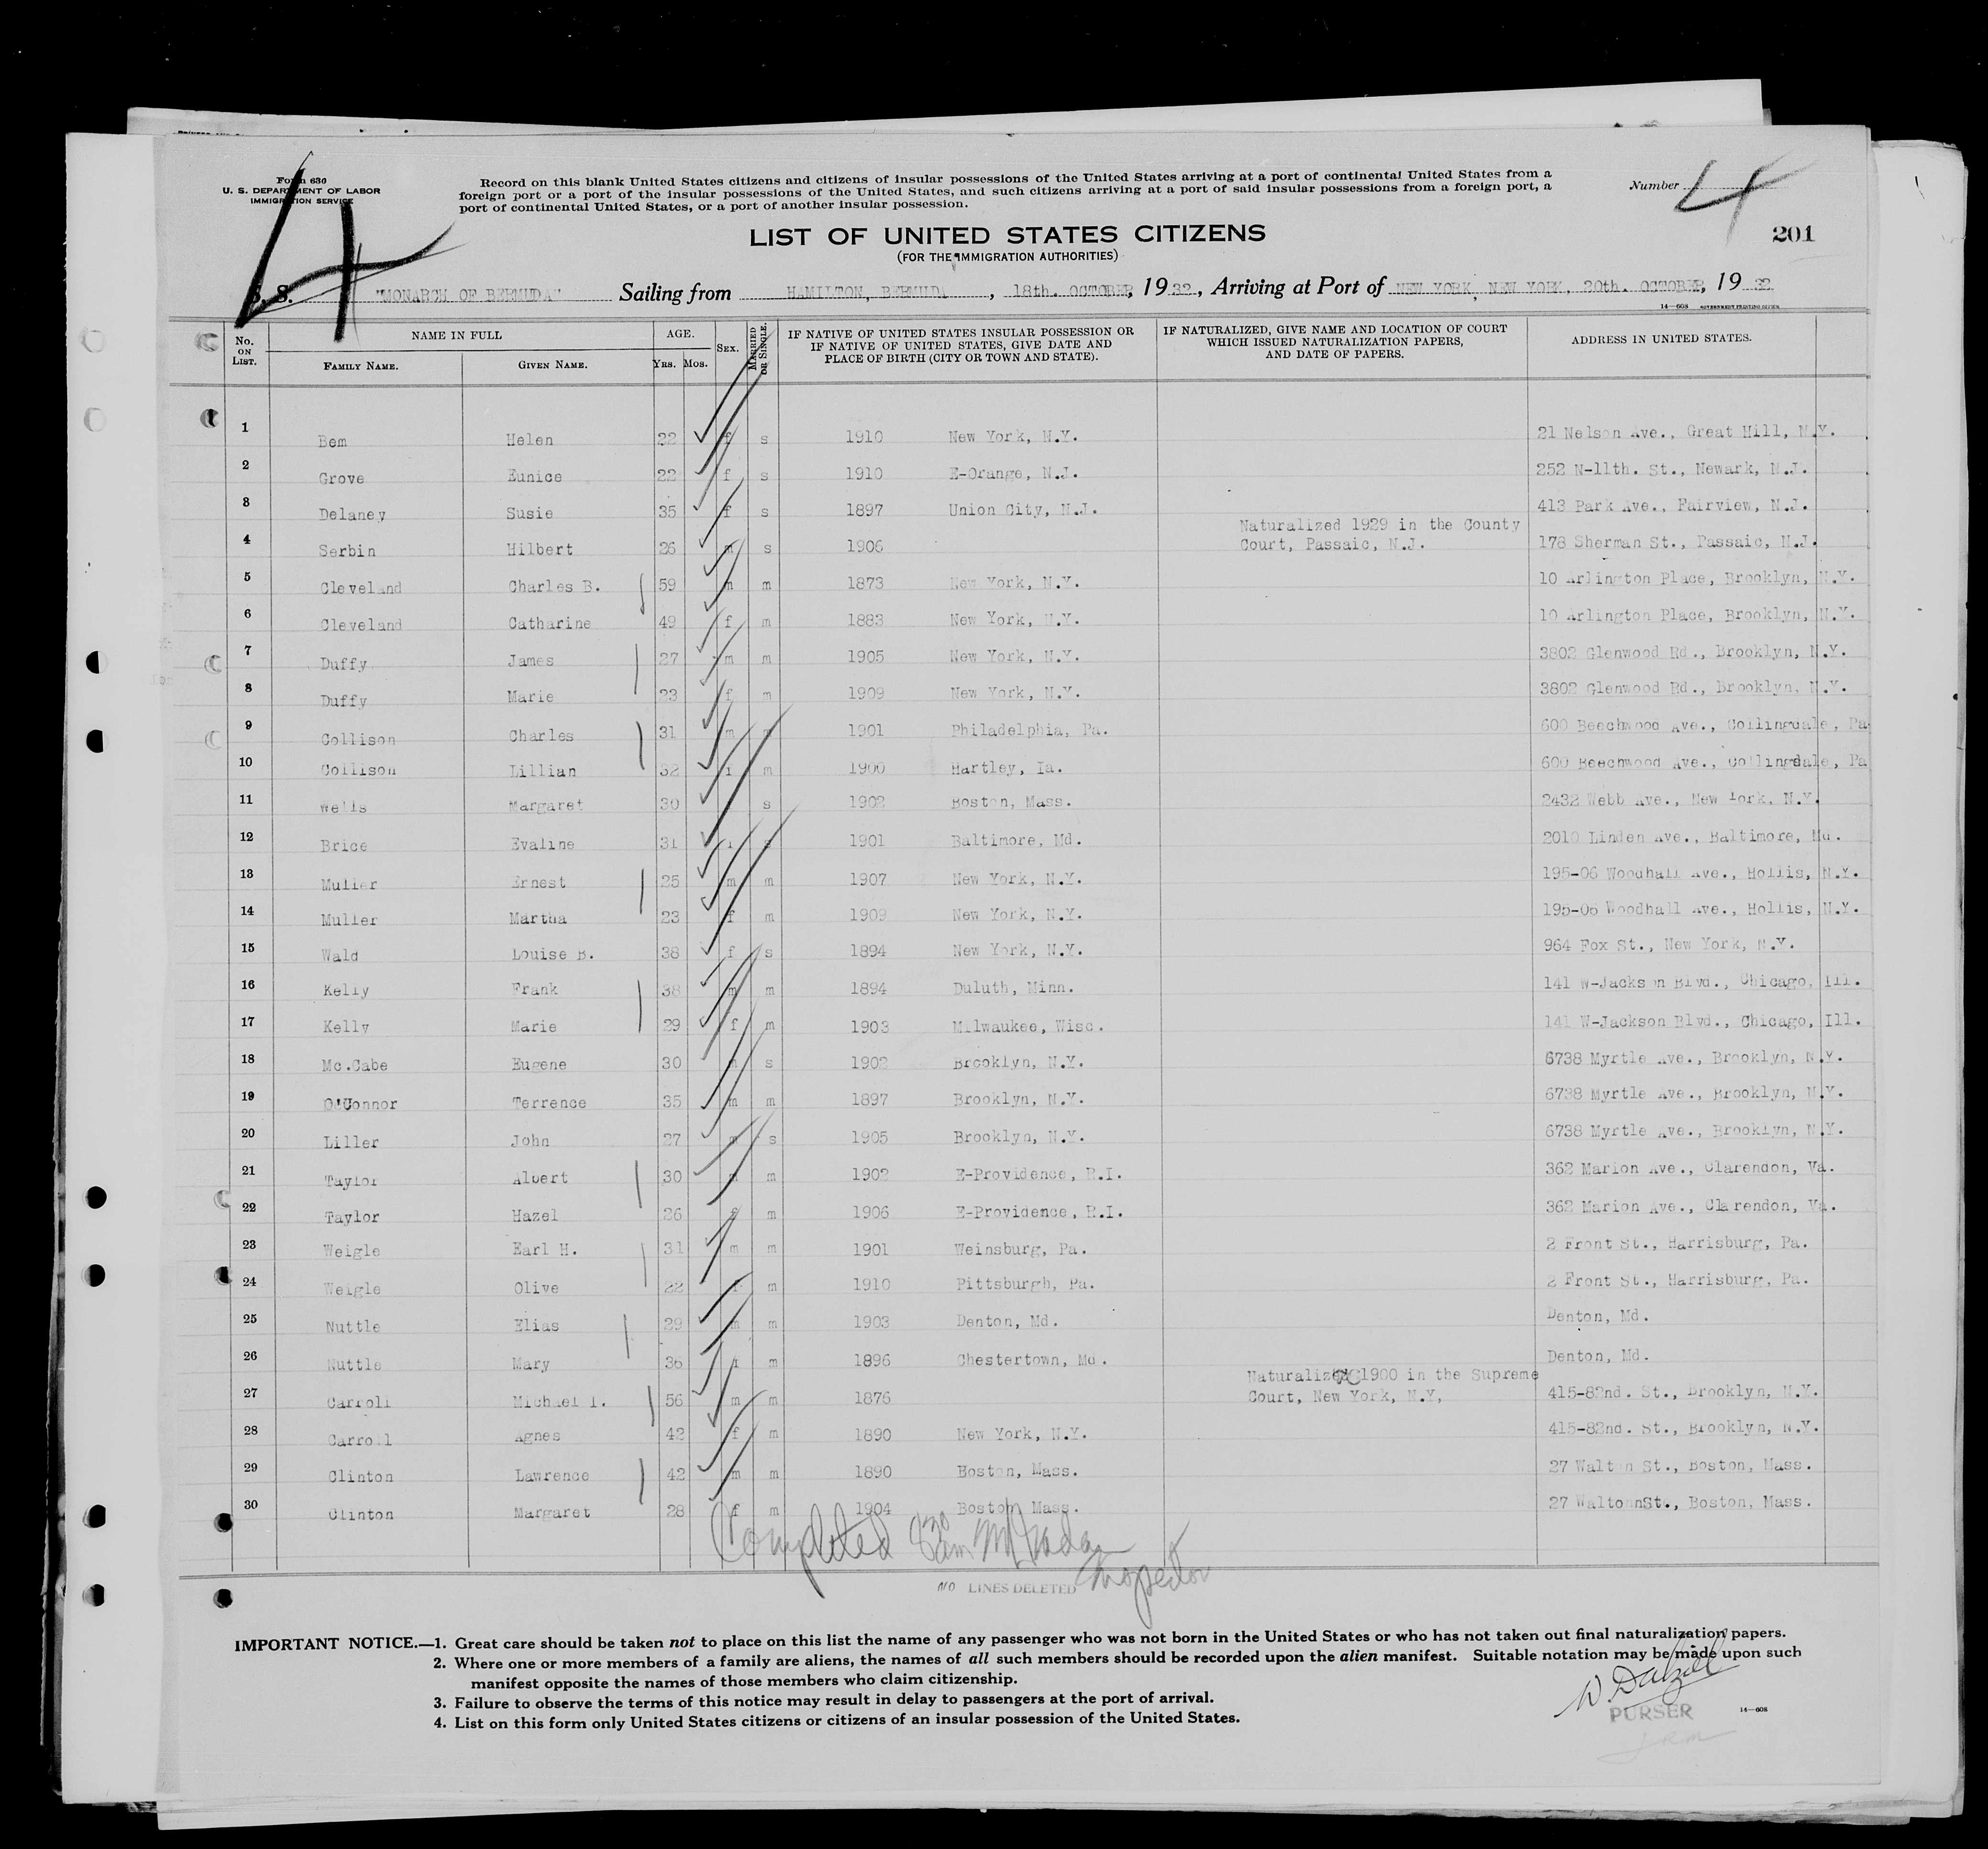 Form 630
U. S. DEPARTMENT OF LABOR
IMMIGRATION SERVICE
4
Record on this blank United States citizens and citizens of insular possessions of the United States arriving at a port of continental United States from a
foreign port or a port of the insular possessions of the United States, and such citizens arriving at a port of said insular possessions from a foreign port, a
port of continental United States, or a port of another insular possession.
Number 4
201
LIST OF UNITED STATES CITIZENS
(FOR THE IMMIGRATION AUTHORITIES)
S. S. "MONARCH OF BERMUDA" Sailing from HAMILTON, BERMUDA, 18th. OCTOBER, 1932, Arriving at Port of NEW YORK, NEW YORK, 20th. OCTOBER, 1932
14—608 GOVERNMENT PRINTING OFFICE
No. ON LIST. NAME IN FULL AGE. SEX. MARRIED OR SINGLE. IF NATIVE OF UNITED STATES INSULAR POSSESSION OR IF NATIVE OF UNITED STATES, GIVE DATE AND PLACE OF BIRTH (CITY OR TOWN AND STATE). IF NATURALIZED, GIVE NAME AND LOCATION OF COURT WHICH ISSUED NATURALIZATION PAPERS, AND DATE OF PAPERS. ADDRESS IN UNITED STATES.
FAMILY NAME. GIVEN NAME. YRS. MOS.
1 Bem Helen 22 f s 1910 New York, N.Y. 21 Nelson Ave., Great Hill, N.Y.
2 Grove Eunice 22 f s 1910 E-Orange, N.J. 252 N-11th. St., Newark, N.J.
3 Delaney Susie 35 f s 1897 Union City, N.J. 413 Park Ave., Fairview, N.J.
4 Serbin Hilbert 26 m s 1906 Naturalized 1929 in the County Court, Passaic, N.J. 178 Sherman St., Passaic, N.J.
5 Cleveland Charles B. 59 m m 1873 New York, N.Y. 10 Arlington Place, Brooklyn, N.Y.
6 Cleveland Catharine 49 f m 1883 New York, N.Y. 10 Arlington Place, Brooklyn, N.Y.
7 Duffy James 27 m m 1905 New York, N.Y. 3802 Glenwood Rd., Brooklyn, N.Y.
8 Duffy Marie 23 f m 1909 New York, N.Y. 3802 Glenwood Rd., Brooklyn, N.Y.
9 Collison Charles 31 m m 1901 Philadelphia, Pa. 600 Beechwood Ave., Collingdale, Pa.
10 Collison Lillian 32 f m 1900 Hartley, Ia. 600 Beechwood Ave., Collingdale, Pa
11 Wells Margaret 30 s 1902 Boston, Mass. 2432 Webb Ave., New York, N.Y.
12 Brice Evaline 31 f s 1901 Baltimore, Md. 2010 Linden Ave., Baltimore, Md.
13 Muller Ernest 25 m m 1907 New York, N.Y. 195-06 Woodhall Ave., Hollis, N.Y.
14 Muller Martha 23 f m 1909 New York, N.Y. 195-06 Woodhall Ave., Hollis, N.Y.
15 Wald Louise B. 38 f s 1894 New York, N.Y. 964 Fox St., New York, N.Y.
16 Kelly Frank 38 m m 1894 Duluth, Minn. 141 W-Jackson Blvd., Chicago, Ill.
17 Kelly Marie 29 f m 1903 Milwaukee, Wisc. 141 W-Jackson Blvd., Chicago, Ill.
18 Mc.Cabe Eugene 30 m s 1902 Brooklyn, N.Y. 6738 Myrtle Ave., Brooklyn, N.Y.
19 O'Connor Terrence 35 m m 1897 Brooklyn, N.Y. 6738 Myrtle Ave., Brooklyn, N.Y.
20 Liller John 27 m s 1905 Brooklyn, N.Y. 6738 Myrtle Ave., Brooklyn, N.Y.
21 Taylor Albert 30 m m 1902 E-Providence, R.I. 362 Marion Ave., Clarendon, Va.
22 Taylor Hazel 26 f m 1906 E-Providence, R.I. 362 Marion Ave., Clarendon, Va.
23 Weigle Earl H. 31 m m 1901 Weinsburg, Pa. 2 Front St., Harrisburg, Pa.
24 Weigle Olive 22 f m 1910 Pittsburgh, Pa. 2 Front St., Harrisburg, Pa.
25 Nuttle Elias 29 m m 1903 Denton, Md. Denton, Md.
26 Nuttle Mary 36 f m 1896 Chestertown, Md. Denton, Md.
27 Carroll Michael 56 m m 1876 Naturalized 1900 in the Supreme Court, New York, N.Y, 415-82nd. St., Brooklyn, N.Y.
28 Carroll Agnes 42 f m 1890 New York, N.Y. 415-82nd. St., Brooklyn, N.Y.
29 Clinton Lawrence 42 m m 1890 Boston, Mass. 27 Walton St., Boston, Mass.
30 Clinton Margaret 28 f m 1904 Boston Mass. 27 WaltonnSt., Boston, Mass.
Completed
Inspector
NO LINES DELETED
IMPORTANT NOTICE.—1. Great care should be taken not to place on this list the name of any passenger who was not born in the United States or who has not taken out final naturalization papers.
2. Where one or more members of a family are aliens, the names of all such members should be recorded upon the alien manifest. Suitable notation may be made upon such
manifest opposite the names of those members who claim citizenship.
3. Failure to observe the terms of this notice may result in delay to passengers at the port of arrival.
4. List on this form only United States citizens or citizens of an insular possession of the United States.
W. Dalzell
PURSER
14—608